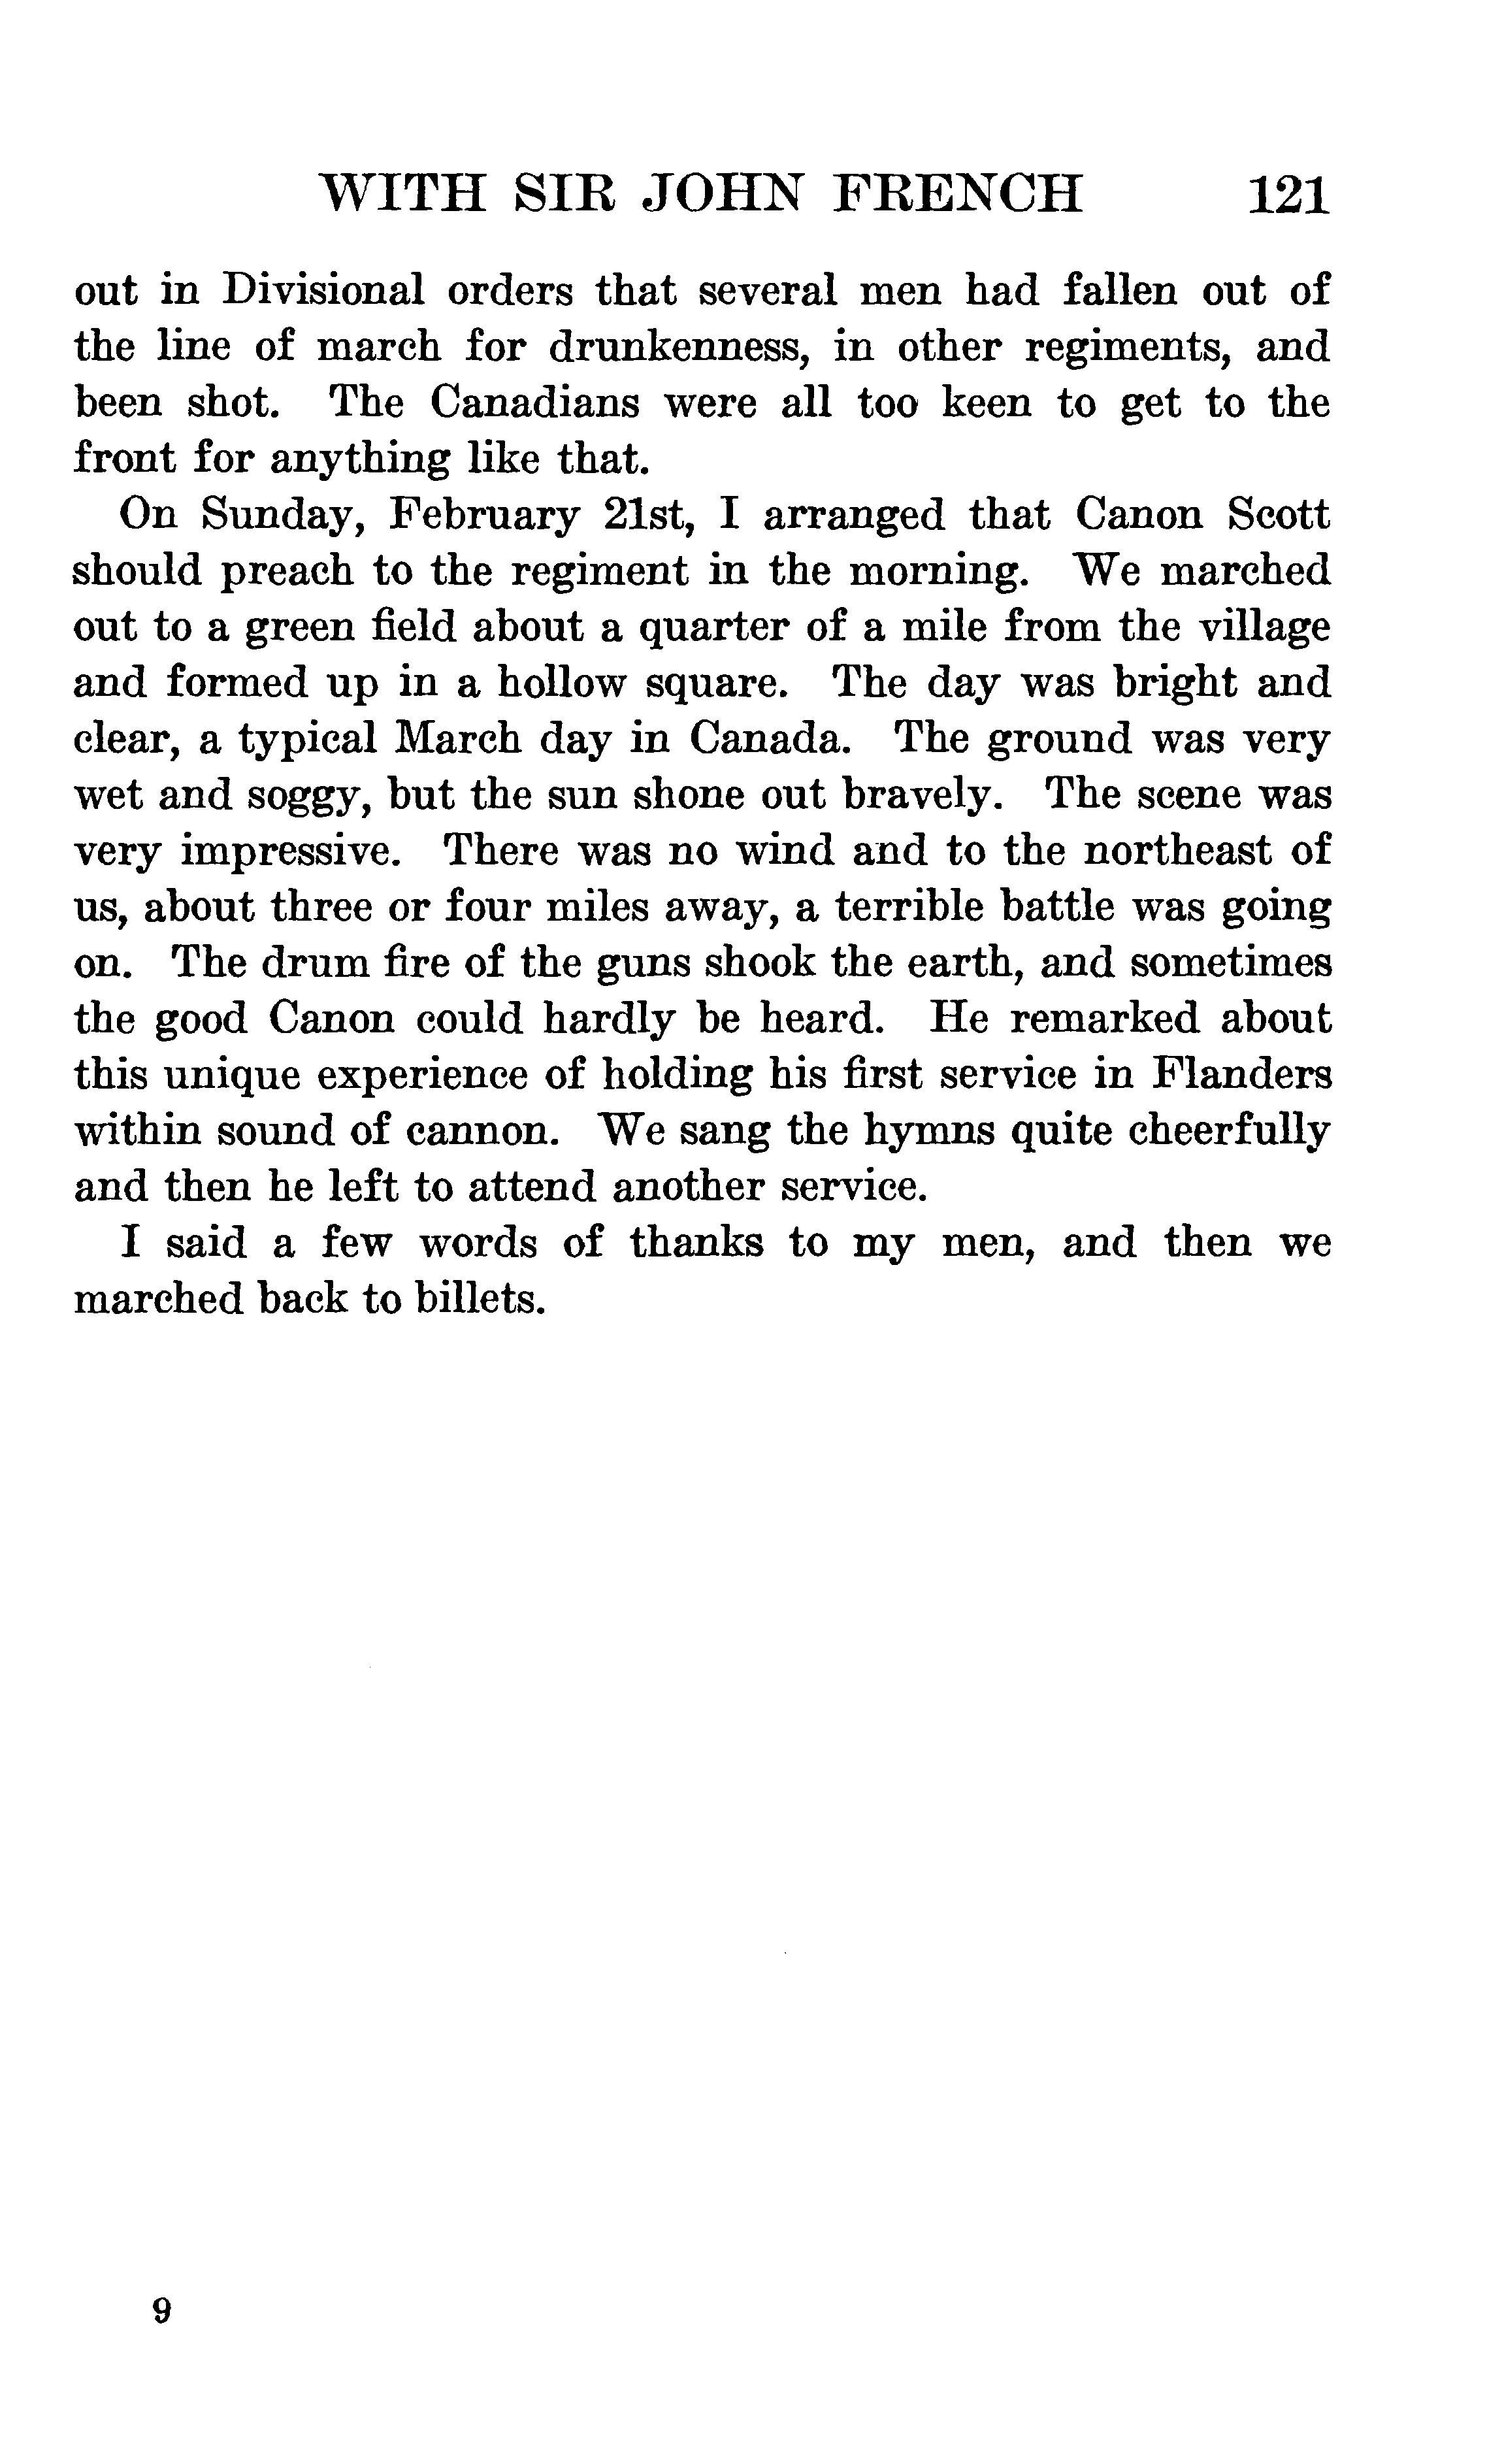 WITH SIR JOHN FRENCH 121
out in Divisional orders that several men had fallen out of
the line of march for drunkenness, in other regiments, and
been shot. The Canadians were all too keen to get to the
front for anything like that.
On Sunday, February 21st, I arranged that Canon Scott
should preach to the regiment in the morning. We marched
out to a green field about a quarter of a mile from the village
and formed up in a hollow square. The day was bright and
clear, a typical March day in Canada. The ground was very
wet and soggy, but the sun shone out bravely. The scene was
very impressive. There was no wind and to the northeast of
us, about three or four miles away, a terrible battle was going
on. The drum fire of the guns shook the earth, and sometimes
the good Canon could hardly be heard. He remarked about
this unique experience of holding his first service in Flanders
within sound of cannon. We sang the hymns quite cheerfully
and then he left to attend another service.
I said a few words of thanks to my men, and then we
marched back to billets.
9